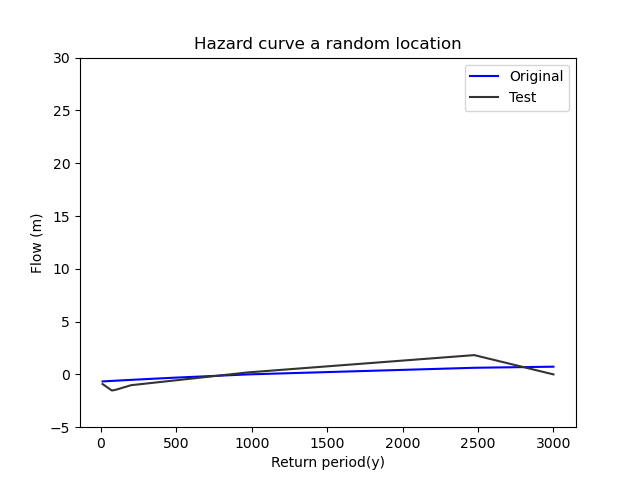 Hazard curve a random location
Original
Test
30
25
20
15
10
5
0
−5
Flow (m)
0 500 1000 1500 2000 2500 3000
Return period(y)